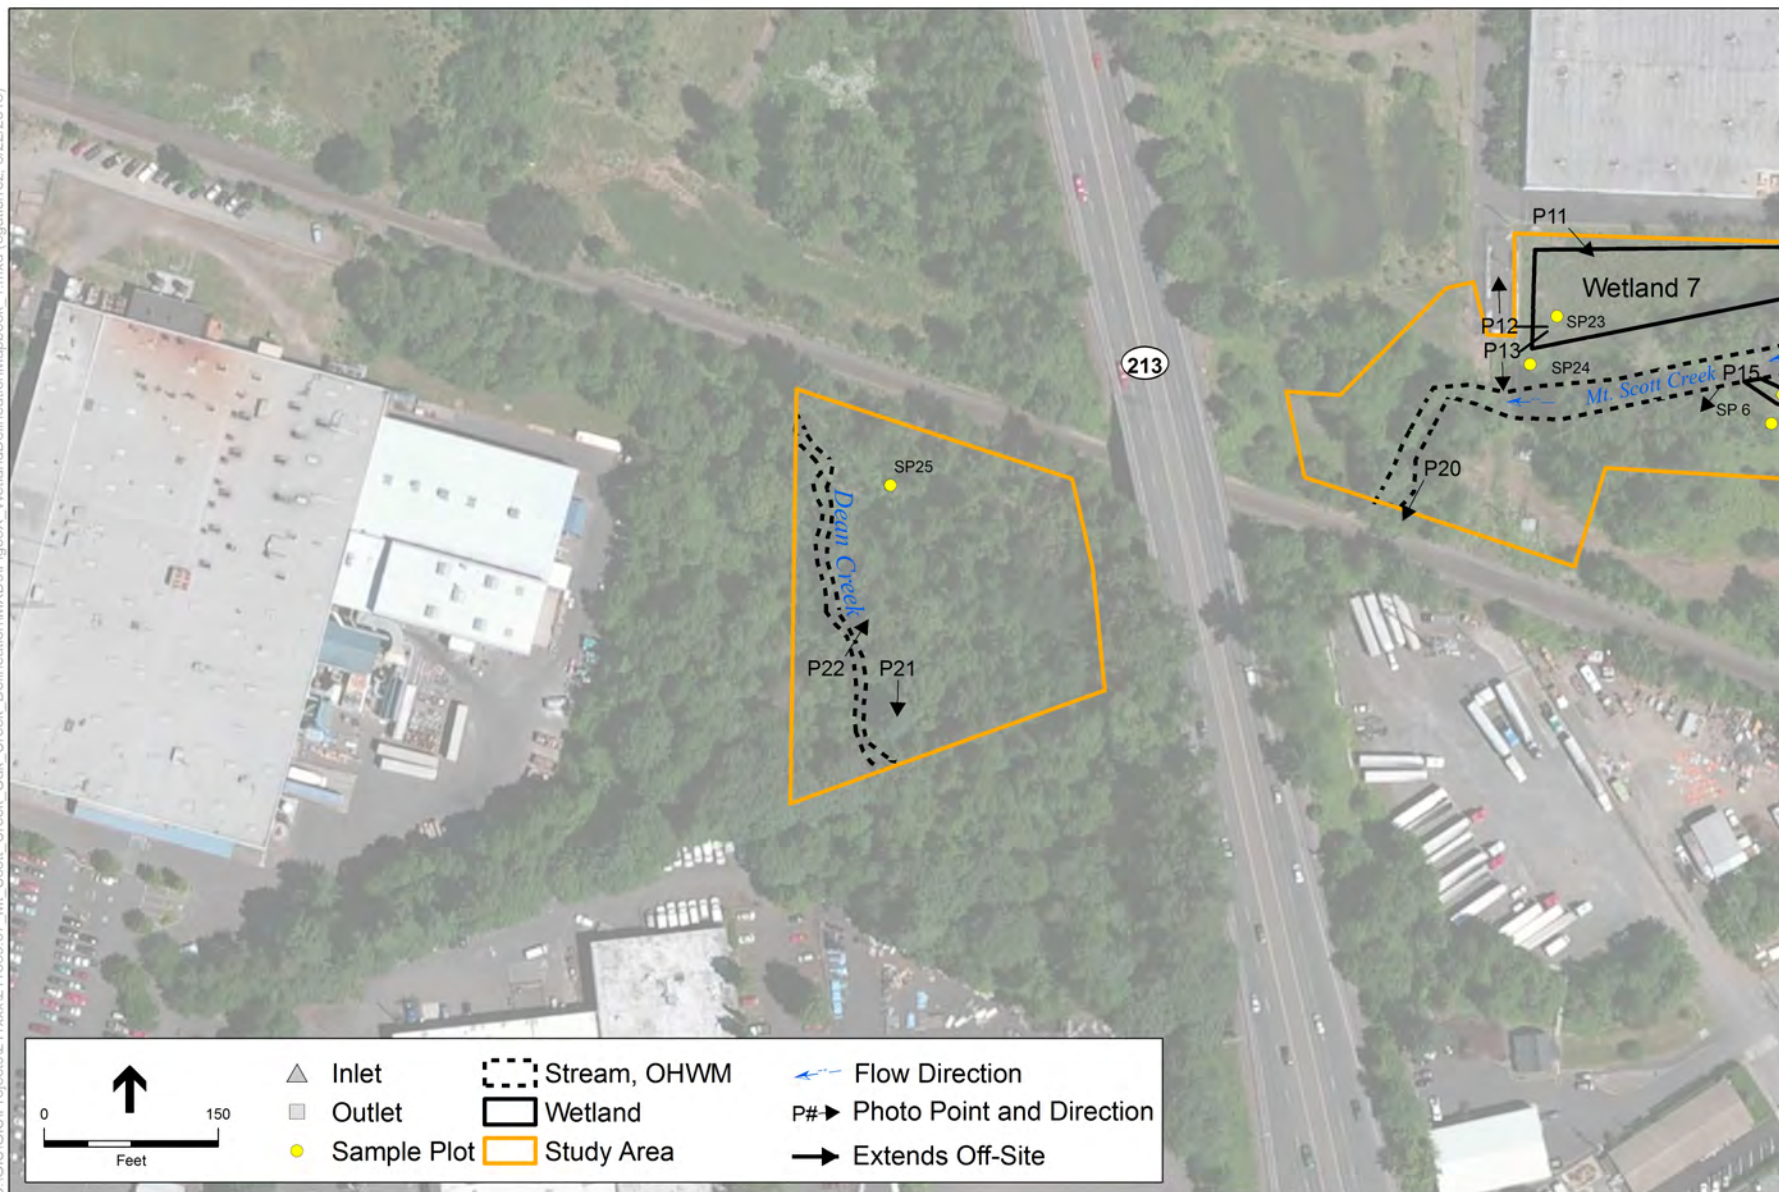 P11
Wetland 7
P12
SP23
P13
213
SP24
Mt. Scott Creek
P15
SP 6
P20
SP25
Dean Creek
P22
P21
0 150
Feet
Inlet
Outlet
Sample Plot
Stream, OHWM
Wetland
Study Area
Flow Direction
P# Photo Point and Direction
Extends Off-Site